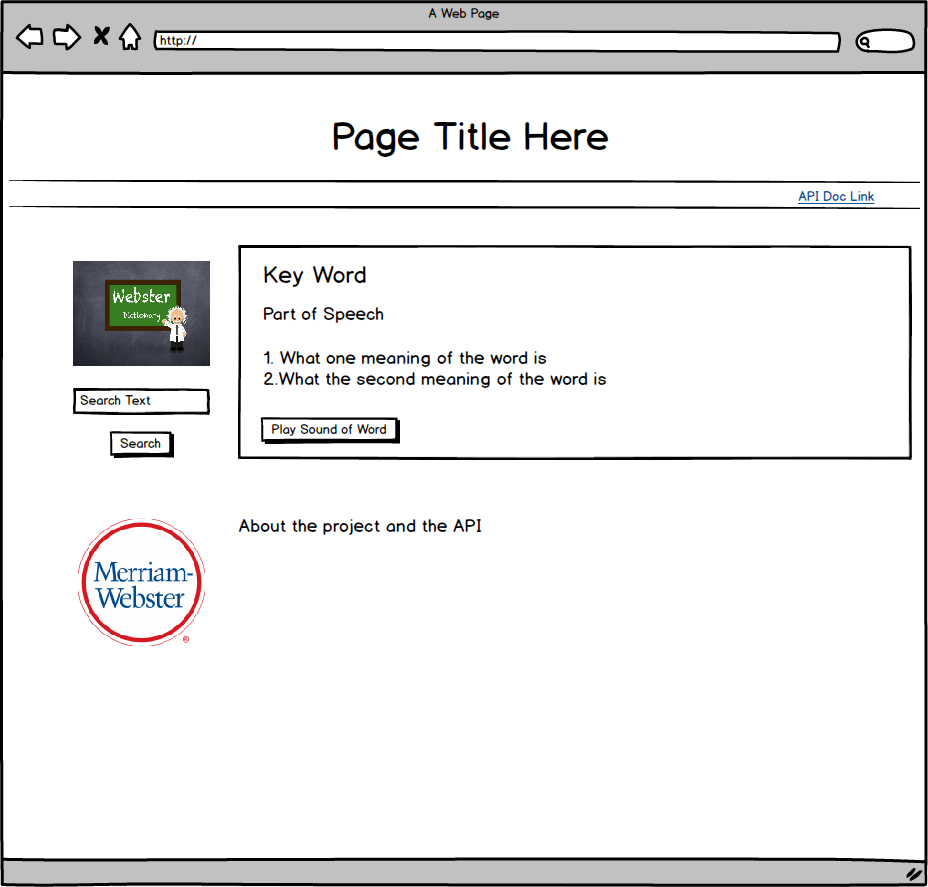 A Web Page
http://
Page Title Here
API Doc Link
Webster
Dictionary
Search Text
Search
Key Word
Part of Speech
1. What one meaning of the word is
2.What the second meaning of the word is
Play Sound of Word
Merriam-
Webster
®
About the project and the API